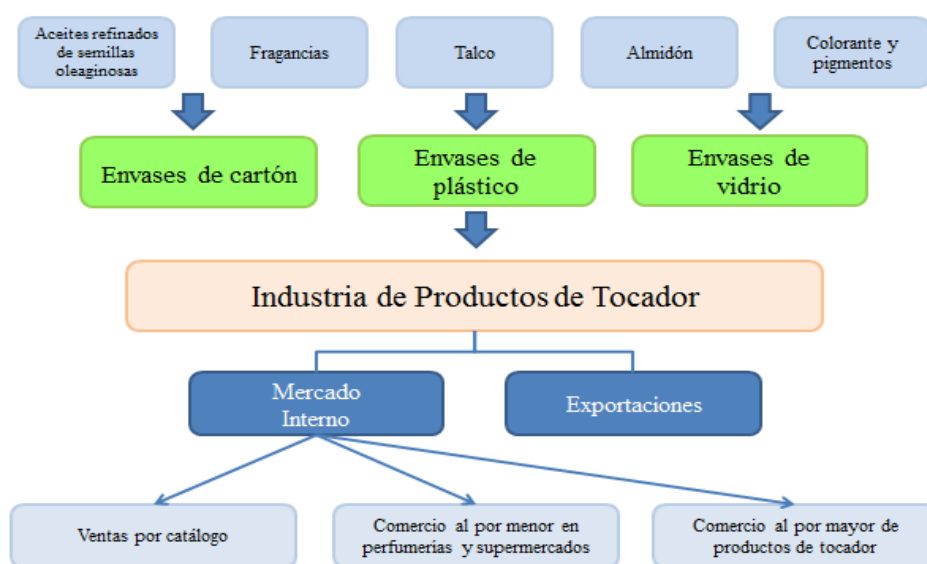 Aceites refinados
de semillas
oleaginosas
Fragancias
Talco
Almidón
Colorante y
pigmentos
Envases de cartón
Envases de
plástico
Envases de
vidrio
Industria de Productos de Tocador
Mercado
Interno
Exportaciones
Ventas por catálogo
Comercio al por menor en
perfumerías y supermercados
Comercio al por mayor de
productos de tocador